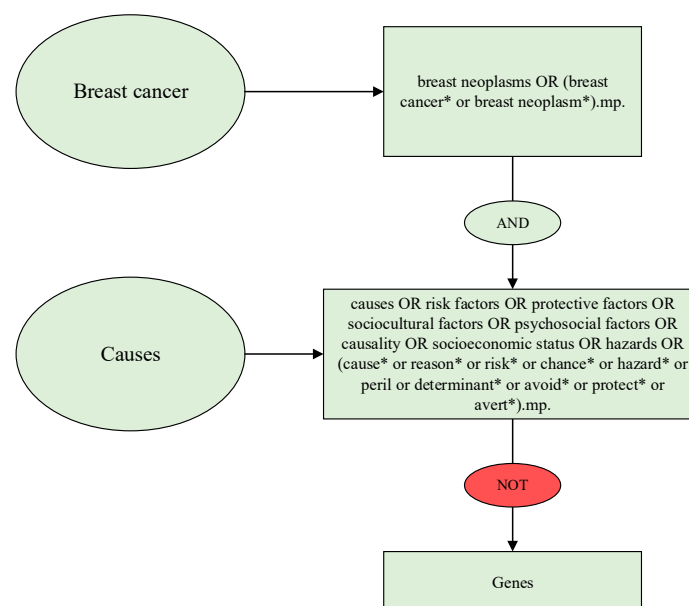 Breast cancer
breast neoplasms OR (breast
cancer* or breast neoplasm*).mp.
AND
Causes
causes OR risk factors OR protective factors OR
sociocultural factors OR psychosocial factors OR
causality OR socioeconomic status OR hazards OR
(cause* or reason* or risk* or chance* or hazard* or
peril or determinant* or avoid* or protect* or
avert*).mp.
NOT
Genes